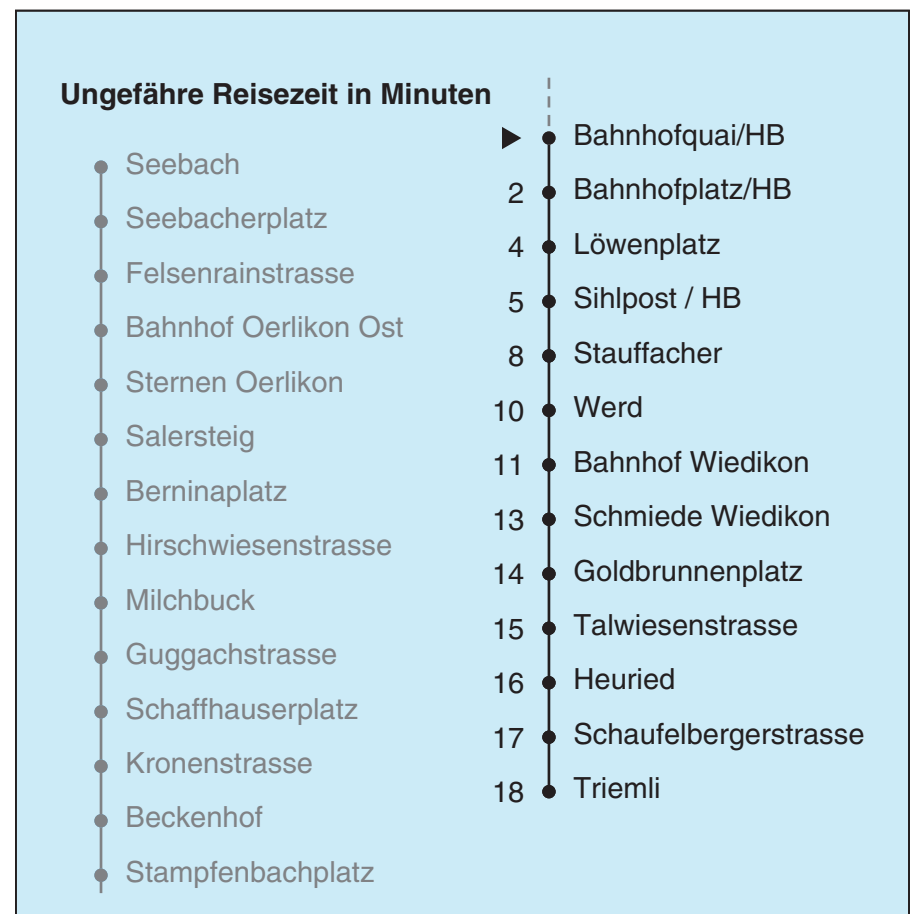 Ungefähre Reisezeit in Minuten
Seebach
Seebacherplatz
Felsenrainstrasse
Bahnhof Oerlikon Ost
Sternen Oerlikon
Salersteig
Berninaplatz
Hirschwiesenstrasse
Milchbuck
Guggachstrasse
Schaffhauserplatz
Kronenstrasse
Beckenhof
Stampfenbachplatz
Bahnhofquai/HB
2 Bahnhofplatz/HB
4 Löwenplatz
5 Sihlpost / HB
8 Stauffacher
10 Werd
11 Bahnhof Wiedikon
13 Schmiede Wiedikon
14 Goldbrunnenplatz
15 Talwiesenstrasse
16 Heuried
17 Schaufelbergerstrasse
18 Triemli